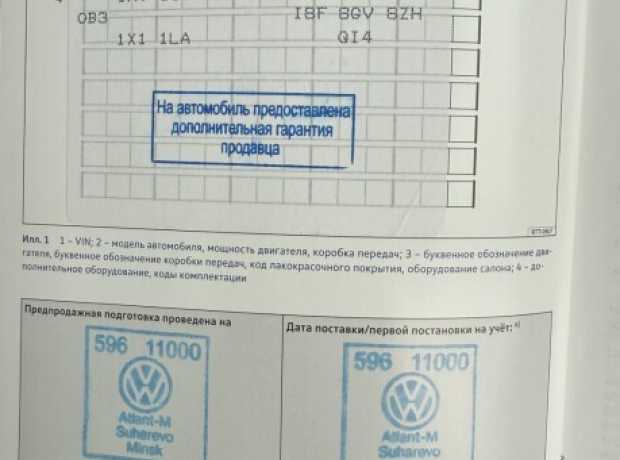 0B3
I8F 8GV 8ZH
1X1 1LA
QI4
На автомобиль предоставлена
дополнительная гарантия
продавца
Илл. 1 1 – VIN; 2 – модель автомобиля, мощность двигателя, коробка передач; 3 – буквенное обозначение дви-
гателя, буквенное обозначение коробки передач, код лакокрасочного покрытия, оборудование салона; 4 – до-
полнительное оборудование, коды комплектации
Предпродажная подготовка проведена на
596 11000
Atlant-M
Suharevo
Minsk
Дата поставки/первой постановки на учёт:
596 11000
Atlant-M
Suharevo